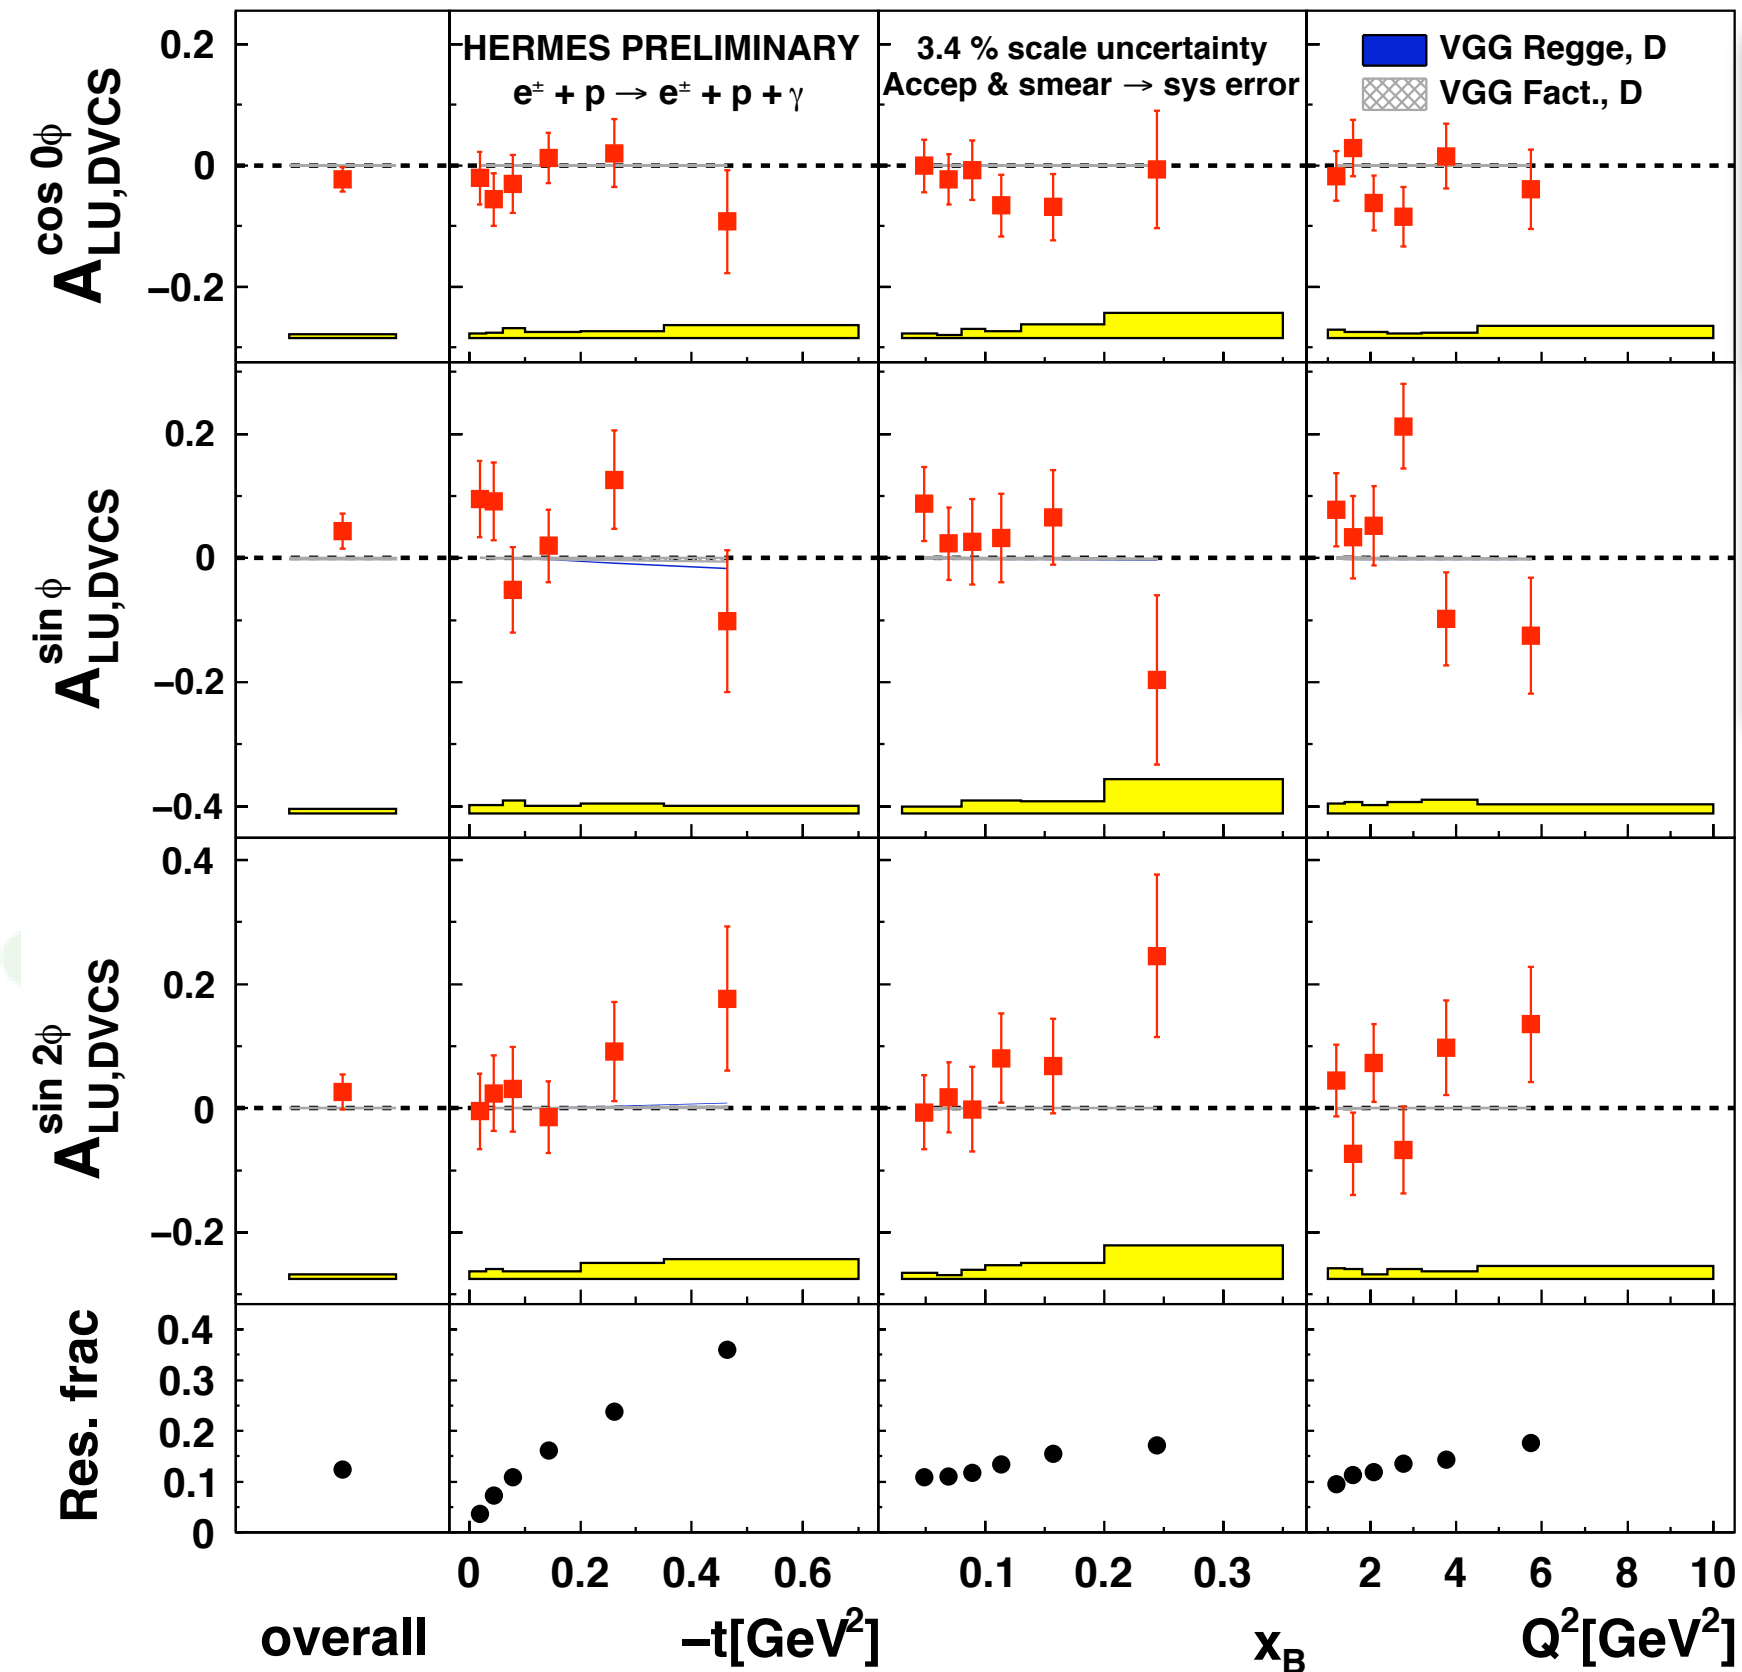 HERMES PRELIMINARY
e± + p → e± + p + γ
3.4 % scale uncertainty
Accep & smear → sys error
VGG Regge, D
VGG Fact., D
A cos 0ϕ LU,DVCS
0.2
0
−0.2
A sin ϕ LU,DVCS
0.2
0
−0.2
−0.4
A sin 2ϕ LU,DVCS
0.4
0.2
0
−0.2
Res. frac
0.4
0.3
0.2
0.1
0
0 0.2 0.4 0.6
0.1 0.2 0.3
2 4 6 8 10
overall
−t[GeV²]
x_B
Q²[GeV²]